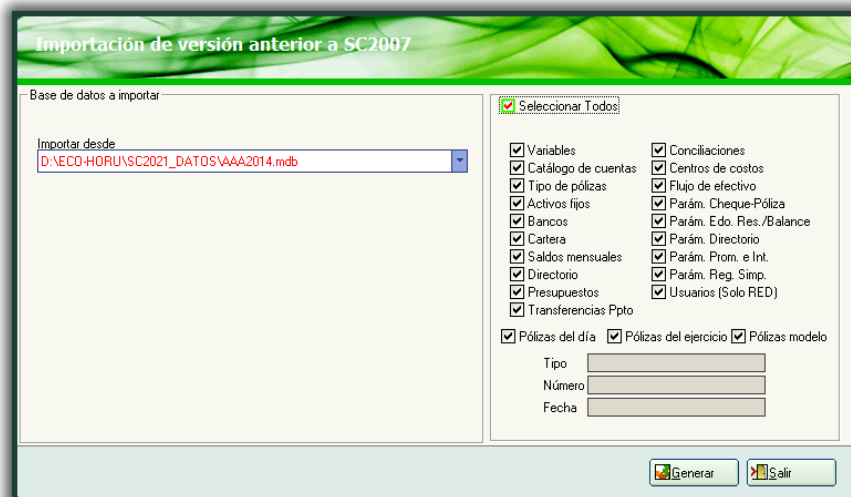 Importación de versión anterior a SC2007
Base de datos a importar
Importar desde
D:\ECO-HORU\SC2021_DATOS\AAA2014.mdb
Seleccionar Todos
Variables
Catálogo de cuentas
Tipo de pólizas
Activos fijos
Bancos
Cartera
Saldos mensuales
Directorio
Presupuestos
Transferencias Ppto
Conciliaciones
Centros de costos
Flujo de efectivo
Parám. Cheque-Póliza
Parám. Edo. Res./Balance
Parám. Directorio
Parám. Prom. e Int.
Parám. Reg. Simp.
Usuarios (Solo RED)
Pólizas del día
Pólizas del ejercicio
Pólizas modelo
Tipo
Número
Fecha
Generar
Salir